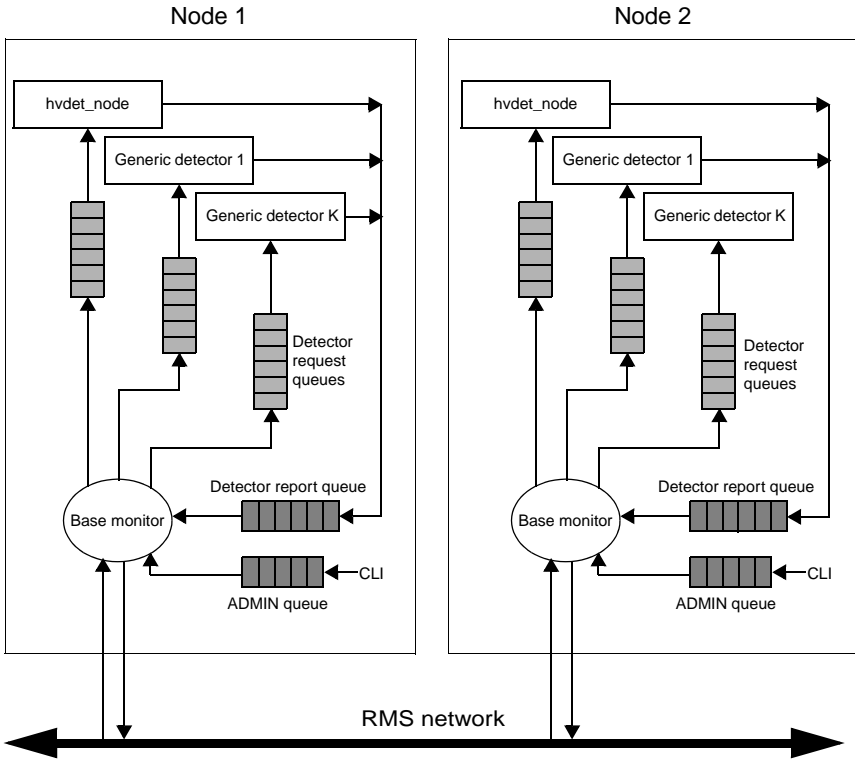 Node 1
hvdet_node
Generic detector 1
Generic detector K
Detector
request
queues
Detector report queue
Base monitor
CLI
ADMIN queue
Node 2
hvdet_node
Generic detector 1
Generic detector K
Detector
request
queues
Detector report queue
Base monitor
CLI
ADMIN queue
RMS network